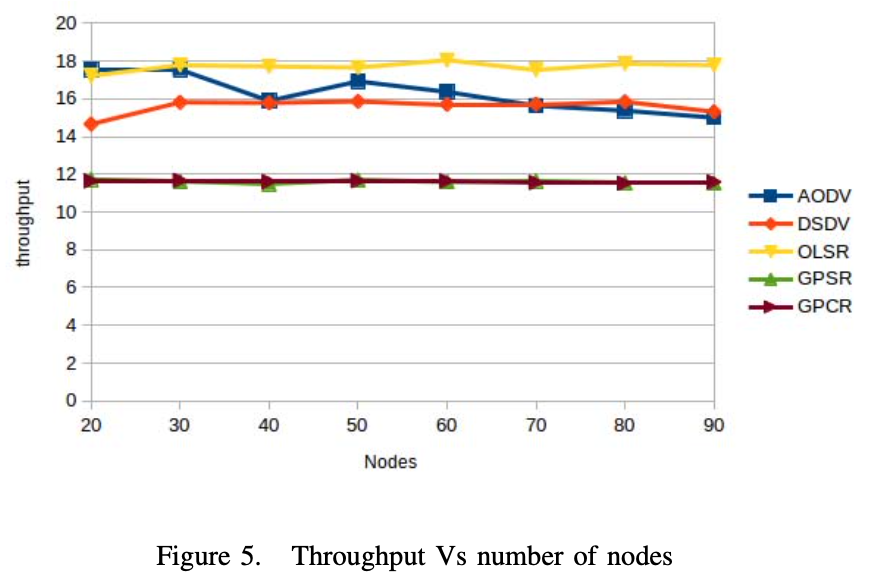 20
18
16
14
12
10
8
6
4
2
0
throughput
20 30 40 50 60 70 80 90
Nodes
AODV
DSDV
OLSR
GPSR
GPCR
Figure 5. Throughput Vs number of nodes